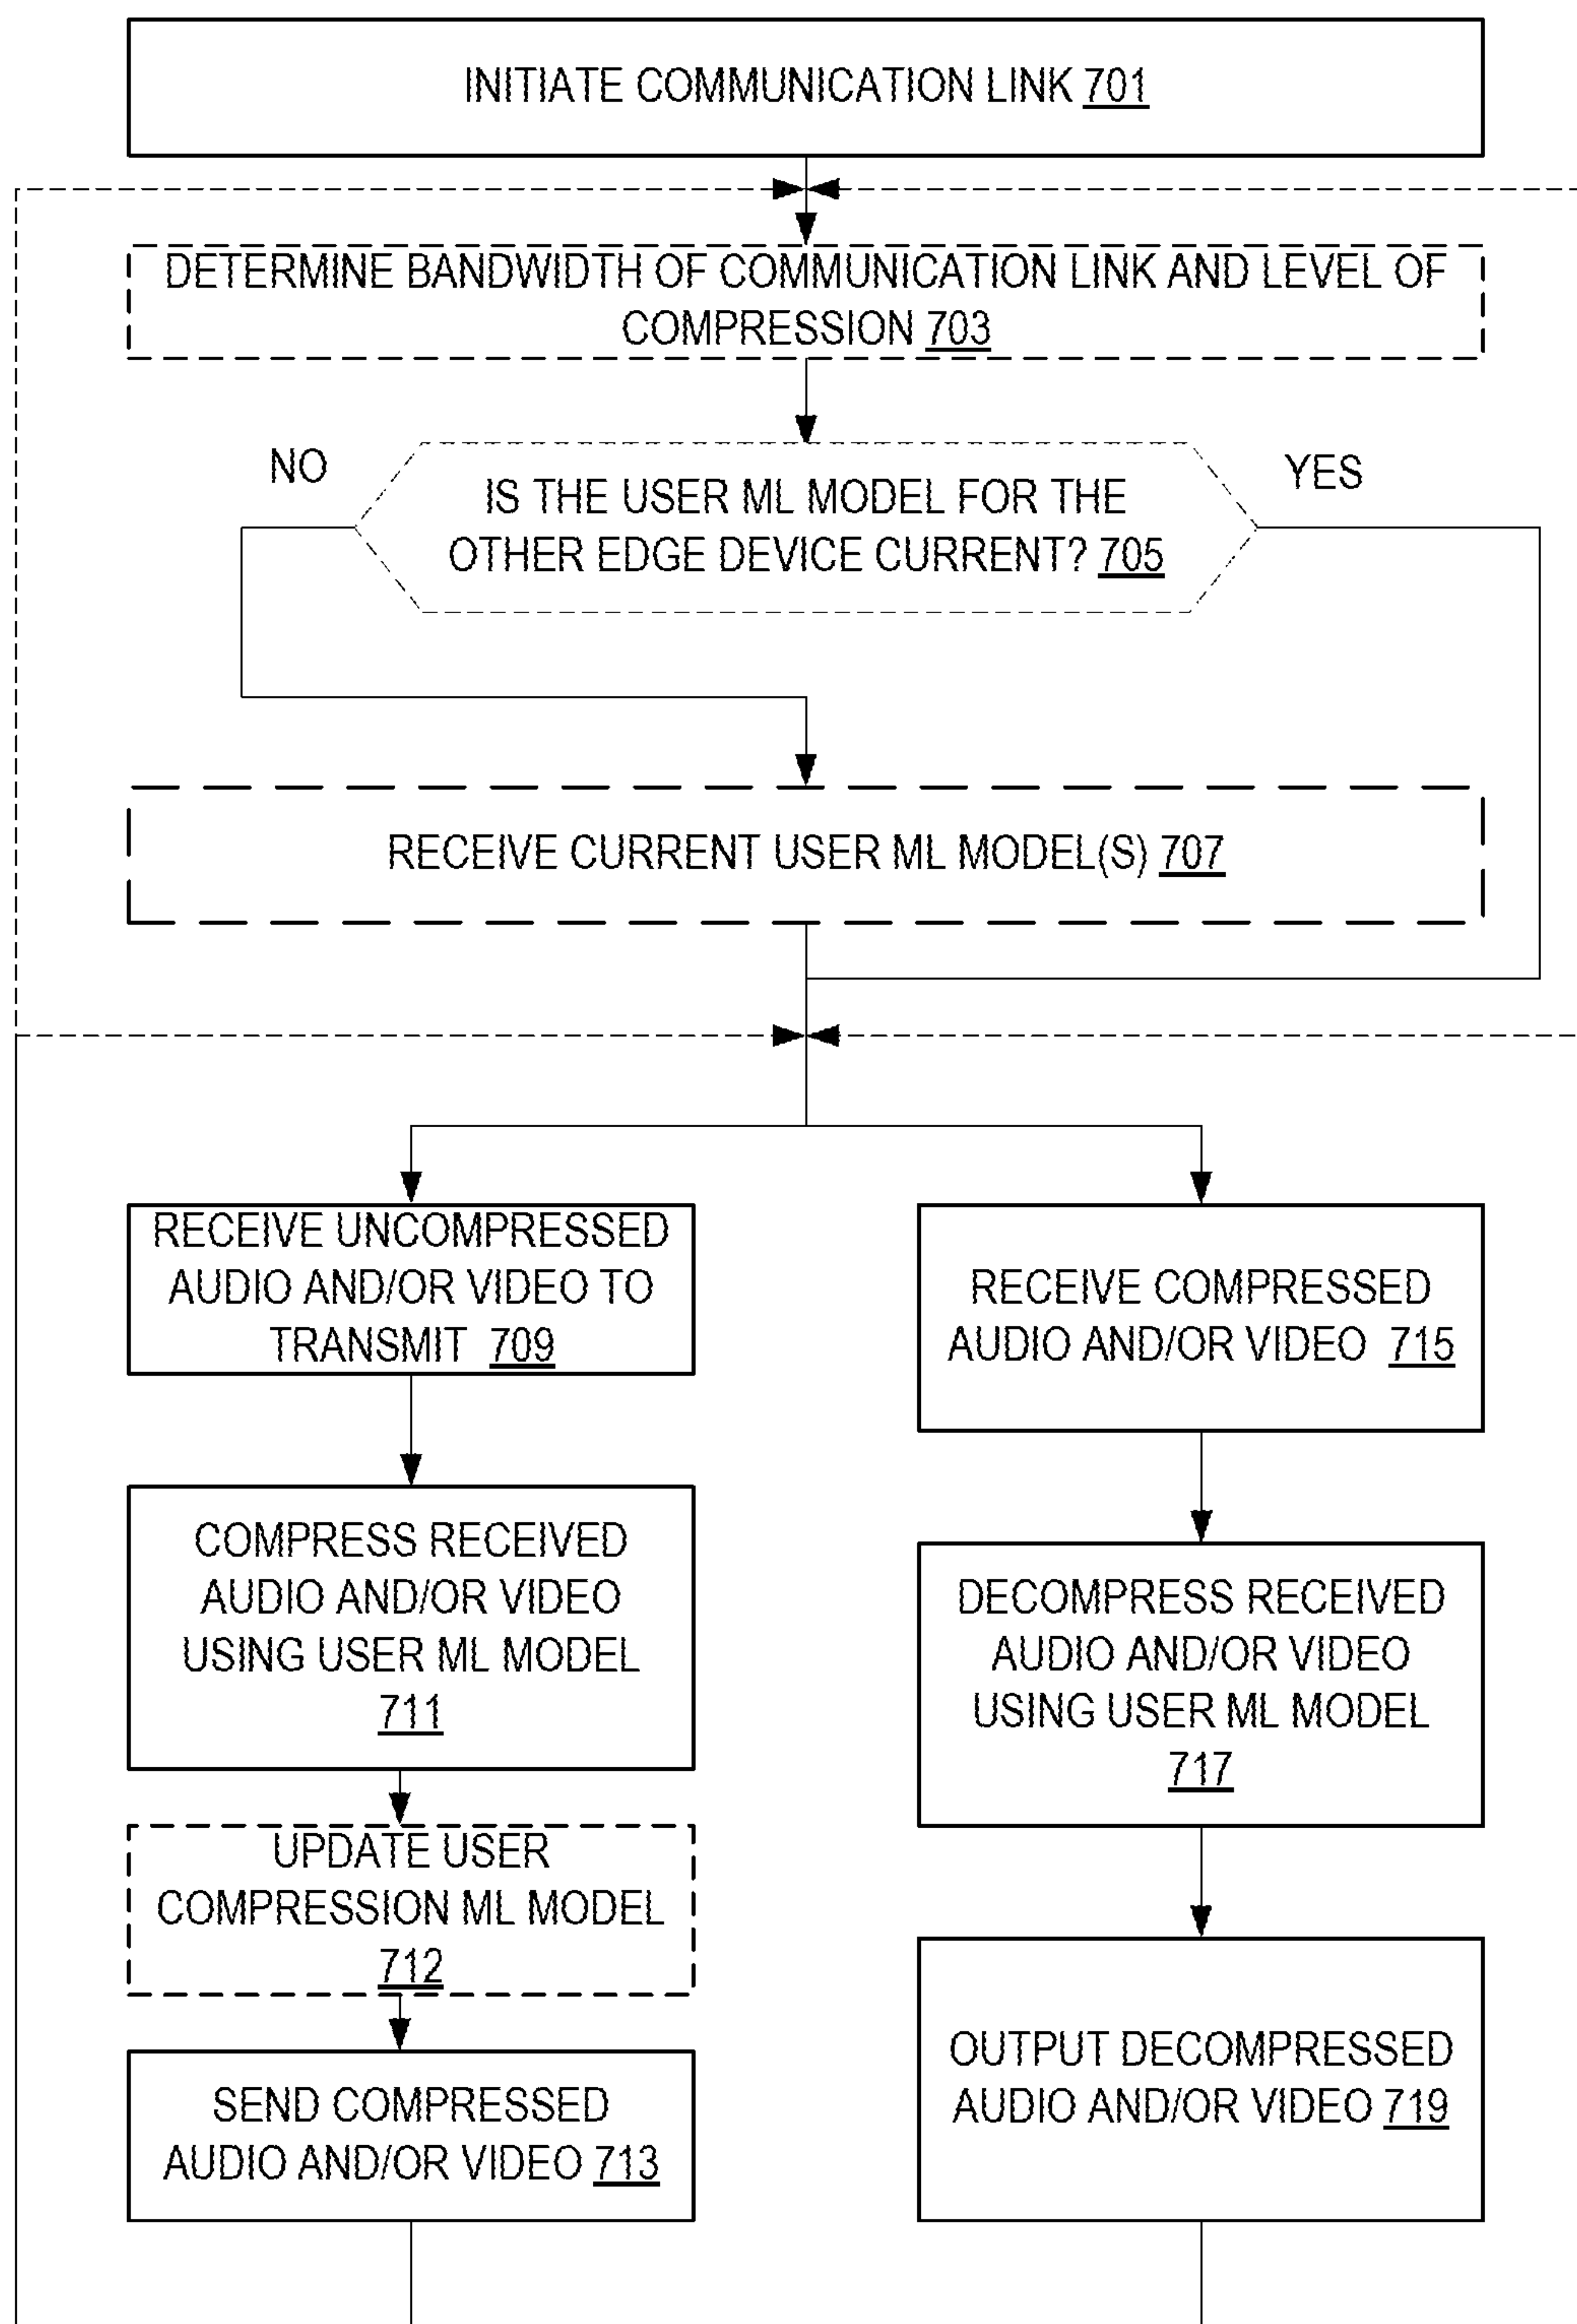 INITIATE COMMUNICATION LINK 701
DETERMINE BANDWIDTH OF COMMUNICATION LINK AND LEVEL OF
COMPRESSION 703
NO
YES
IS THE USER ML MODEL FOR THE
OTHER EDGE DEVICE CURRENT? 705
RECEIVE CURRENT USER ML MODEL(S) 707
RECEIVE UNCOMPRESSED
AUDIO AND/OR VIDEO TO
TRANSMIT 709
COMPRESS RECEIVED
AUDIO AND/OR VIDEO
USING USER ML MODEL
711
UPDATE USER
COMPRESSION ML MODEL
712
SEND COMPRESSED
AUDIO AND/OR VIDEO 713
RECEIVE COMPRESSED
AUDIO AND/OR VIDEO 715
DECOMPRESS RECEIVED
AUDIO AND/OR VIDEO
USING USER ML MODEL
717
OUTPUT DECOMPRESSED
AUDIO AND/OR VIDEO 719